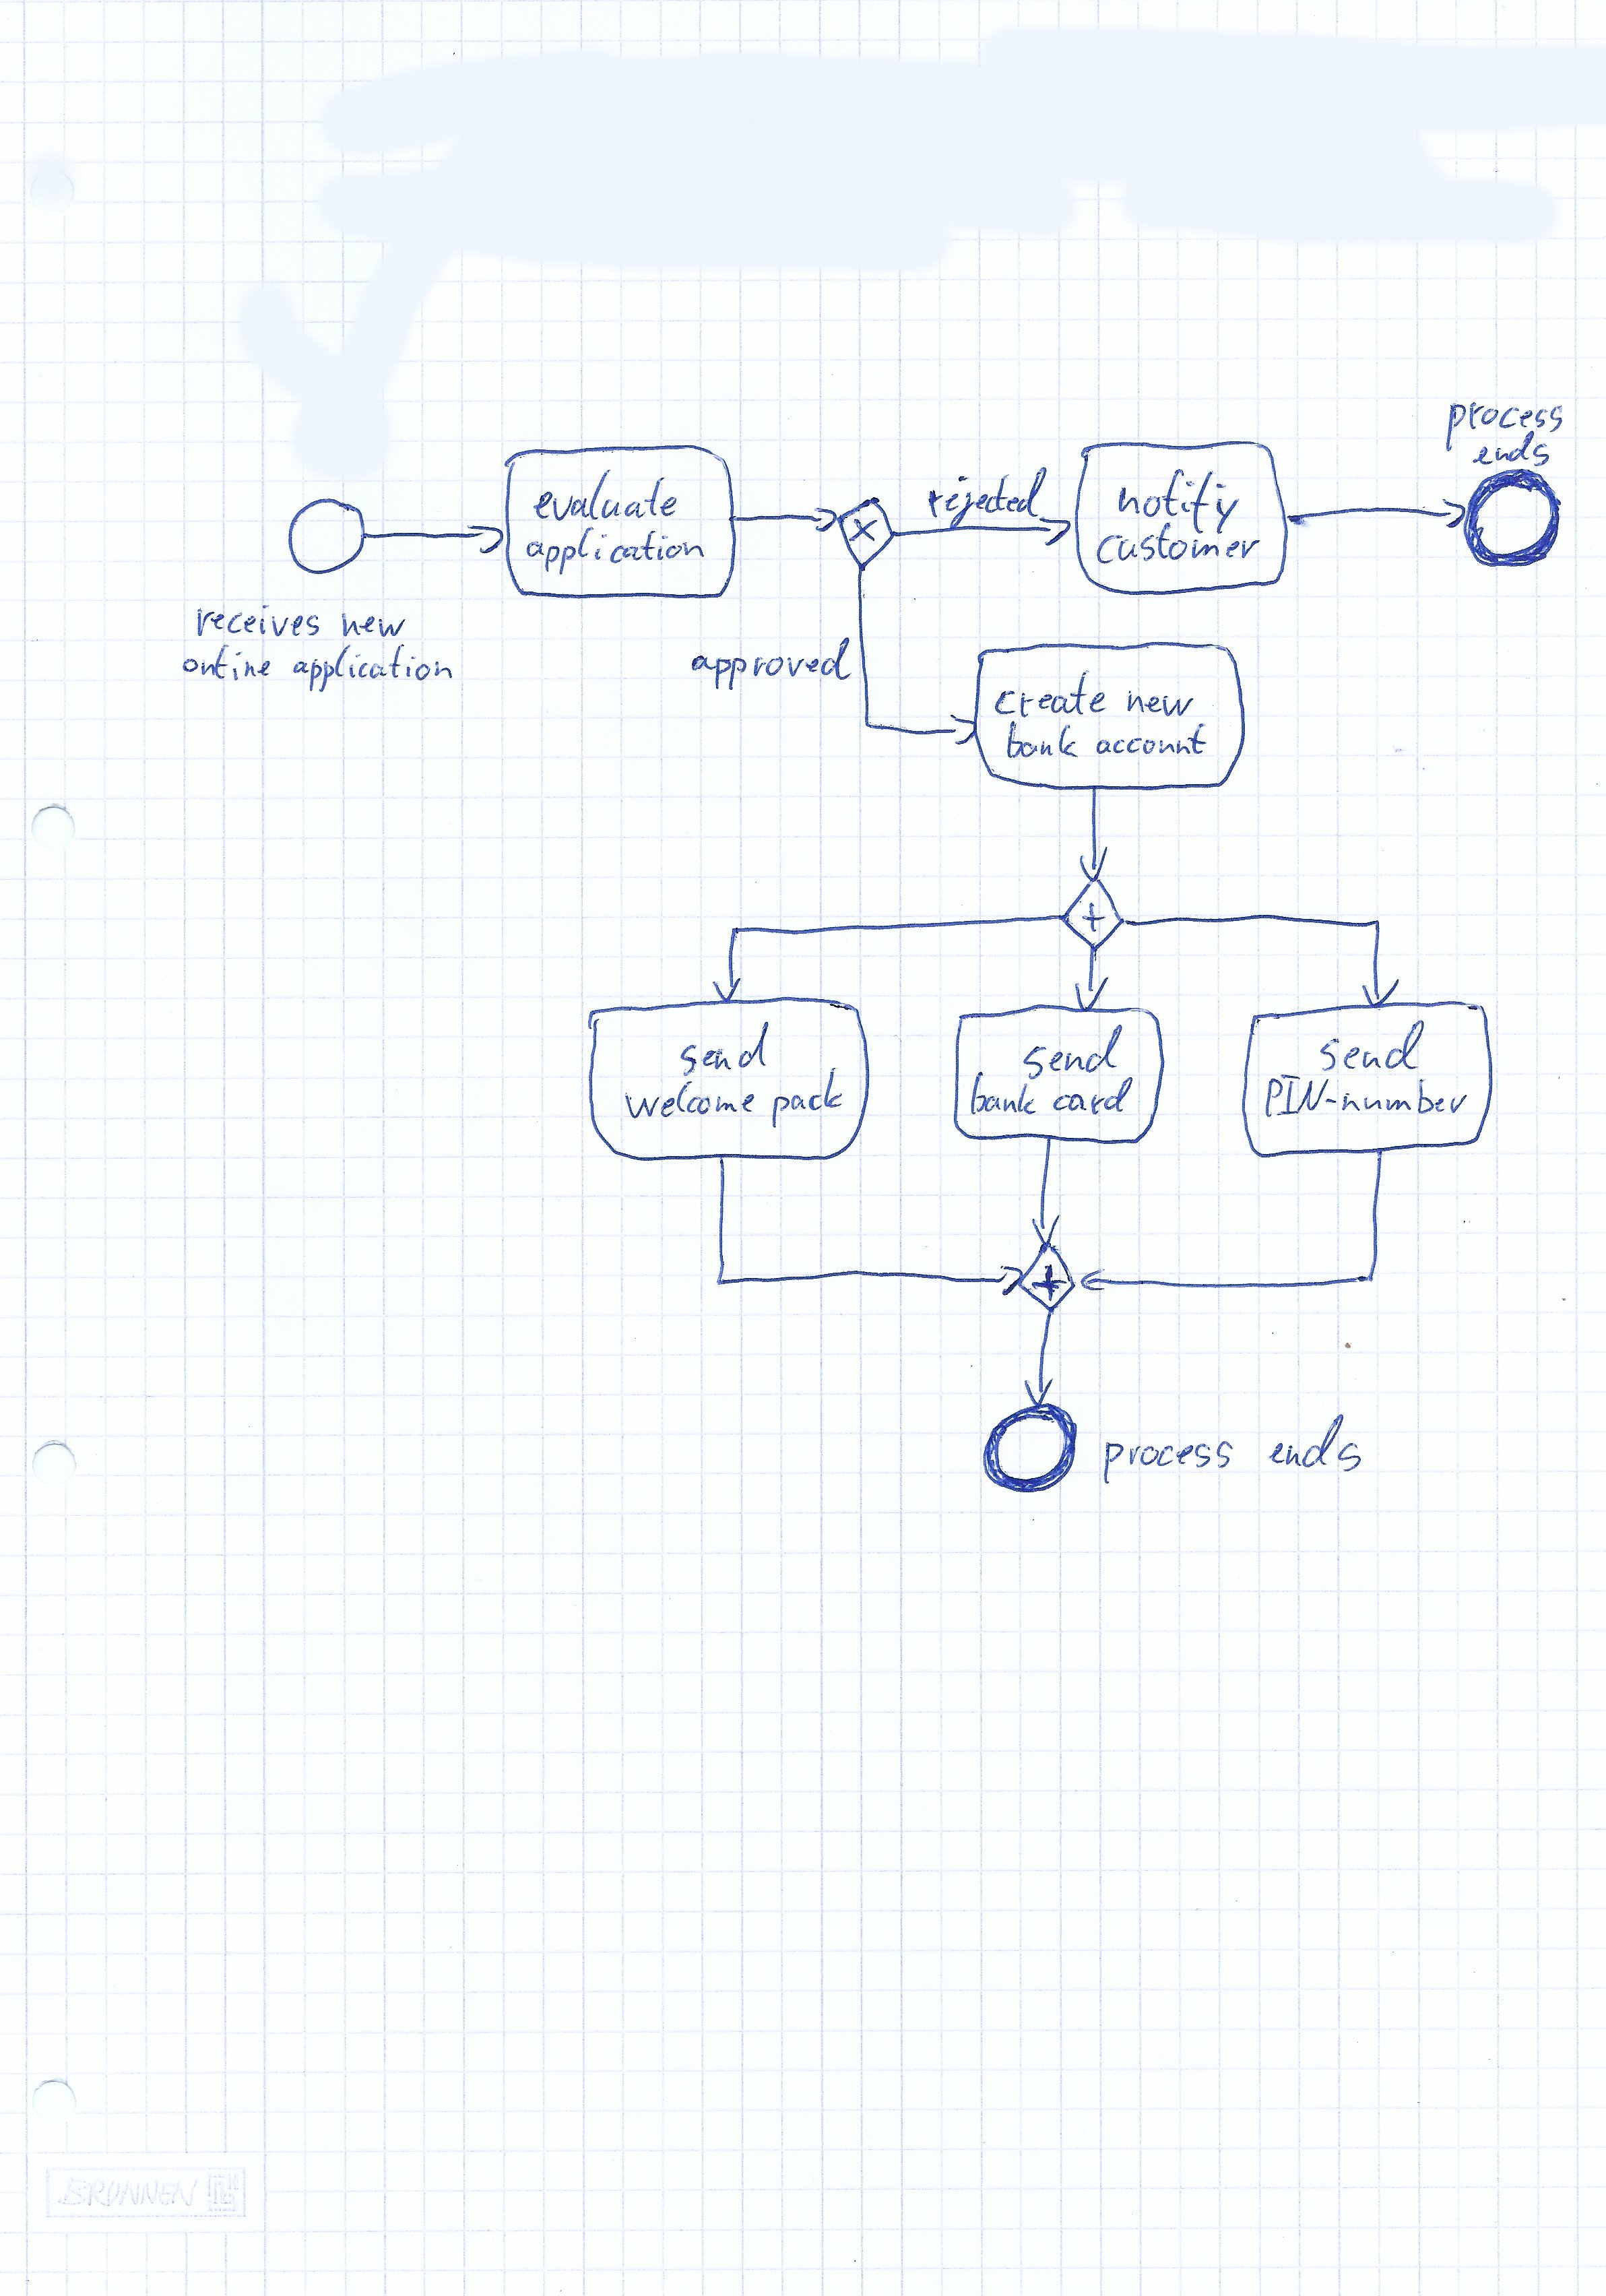 process
ends
evaluate
application
rejected
notify
customer
receives new
online application
approved
create new
bank account
send
welcome pack
send
bank card
send
PIN-number
process ends
BRUNNEN